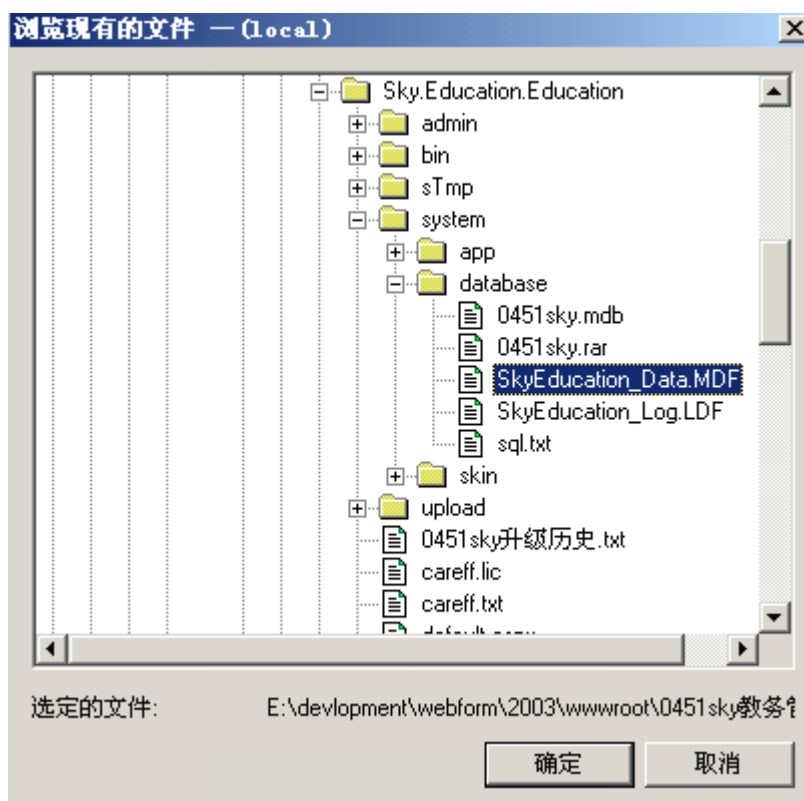 浏览现有的文件 —(local)
Sky.Education.Education
admin
bin
sTmp
system
app
database
0451sky.mdb
0451sky.rar
SkyEducation_Data.MDF
SkyEducation_Log.LDF
sql.txt
skin
upload
0451sky升级历史.txt
careff.lic
careff.txt
选定的文件: E:\devlopment\webform\2003\wwwroot\0451sky教务管
确定 取消